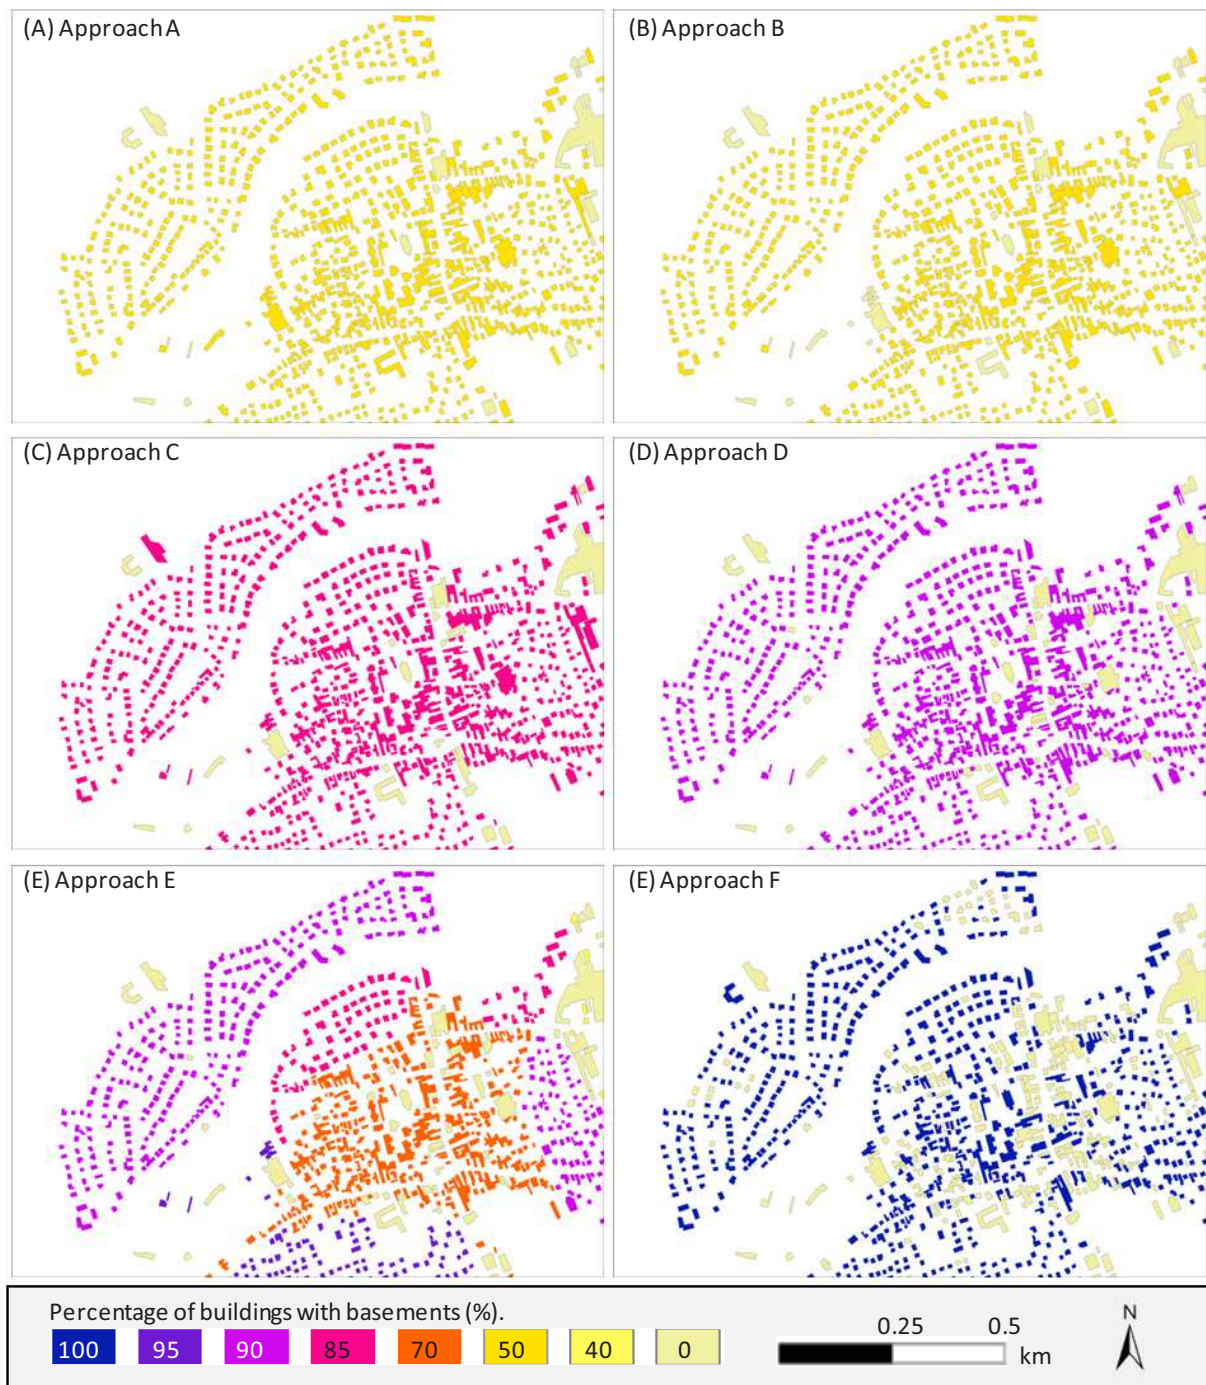 (A) Approach A
(B) Approach B
(C) Approach C
(D) Approach D
(E) Approach E
(E) Approach F
Percentage of buildings with basements (%).
100 95 90 85 70 50 40 0
0.25 0.5
km
N